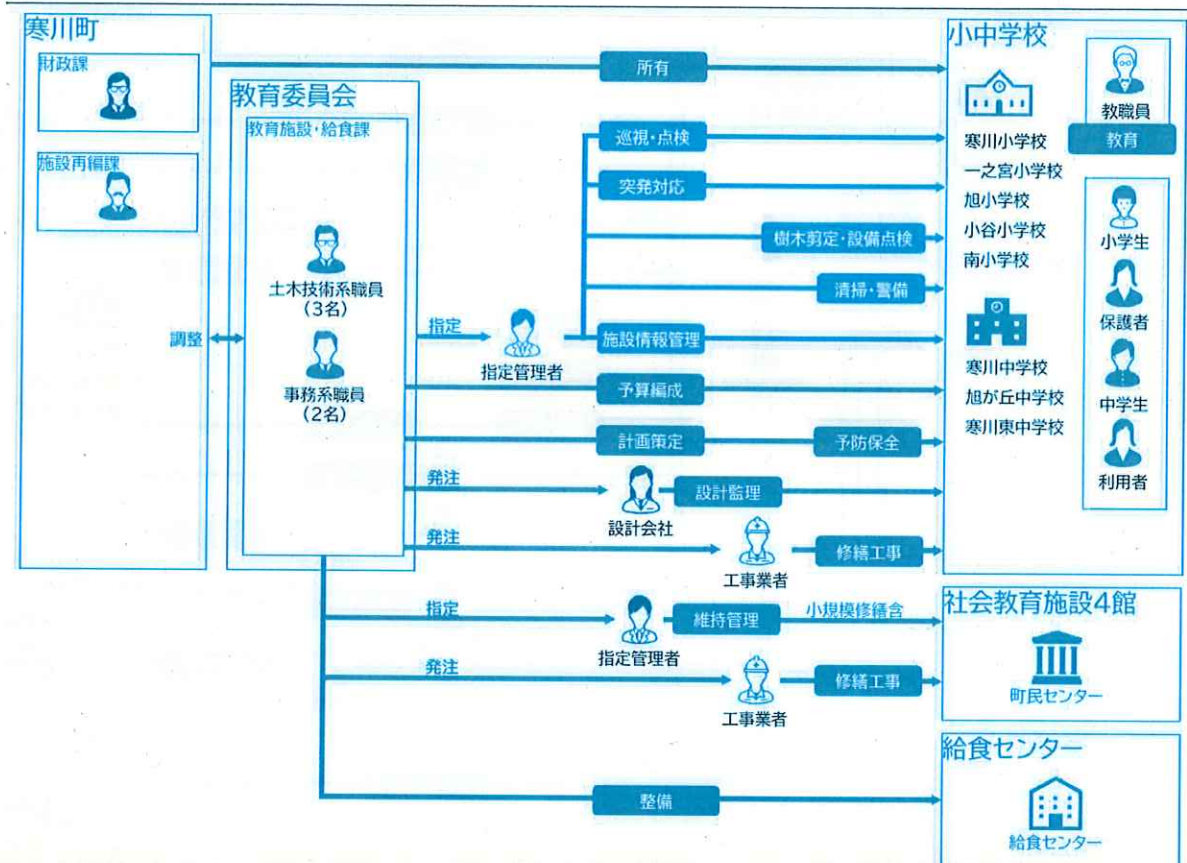 寒川町
財政課
施設再編課
教育委員会
教育施設・給食課
土木技術系職員
(3名)
事務系職員
(2名)
調整
所有
巡視・点検
突発対応
樹木剪定・設備点検
清掃・警備
指定
指定管理者
施設情報管理
予算編成
計画策定
予防保全
発注
設計会社
設計監理
発注
工事業者
修繕工事
指定
指定管理者
維持管理
小規模修繕含
発注
工事業者
修繕工事
整備
小中学校
寒川小学校
一之宮小学校
旭小学校
小谷小学校
南小学校
寒川中学校
旭が丘中学校
寒川東中学校
教職員
教育
小学生
保護者
中学生
利用者
社会教育施設4館
町民センター
給食センター
給食センター